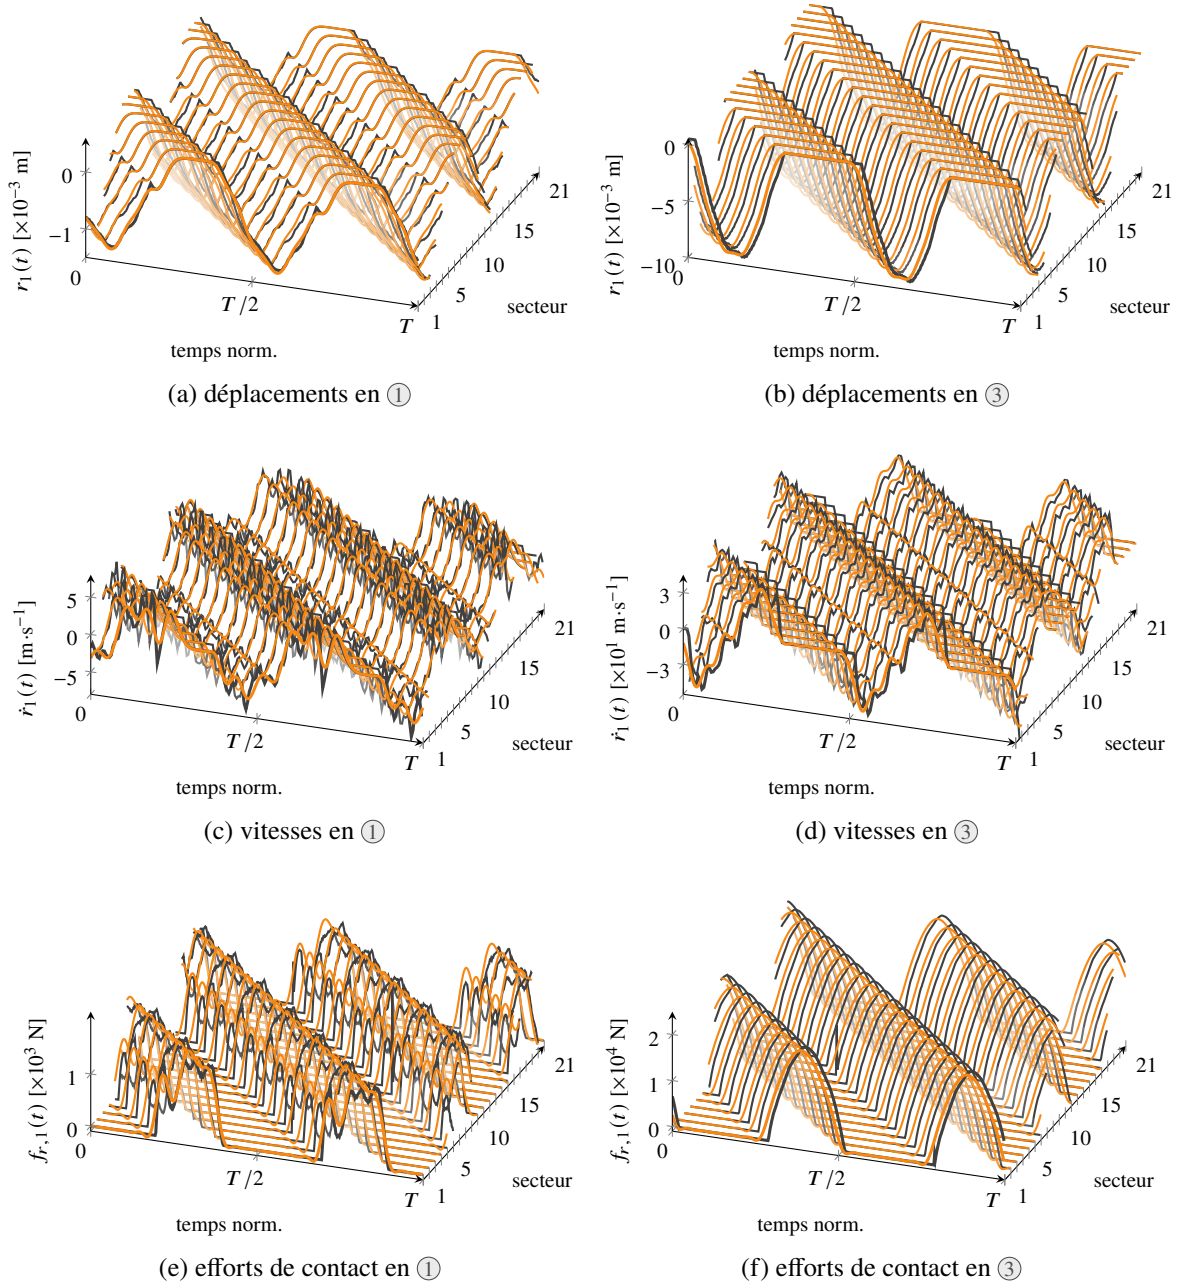 0
−1
r₁(t) [×10⁻³ m]
0
T/2
T
1
5
10
15
21
secteur
temps norm.
(a) déplacements en ①
0
−5
−10
r₁(t) [×10⁻³ m]
0
T/2
T
1
5
10
15
21
secteur
temps norm.
(b) déplacements en ③
5
0
−5
ṙ₁(t) [m·s⁻¹]
0
T/2
T
1
5
10
15
21
secteur
temps norm.
(c) vitesses en ①
3
0
−3
ṙ₁(t) [×10¹ m·s⁻¹]
0
T/2
T
1
5
10
15
21
secteur
temps norm.
(d) vitesses en ③
1
0
fᵣ,₁(t) [×10³ N]
0
T/2
T
1
5
10
15
21
secteur
temps norm.
(e) efforts de contact en ①
2
1
0
fᵣ,₁(t) [×10⁴ N]
0
T/2
T
1
5
10
15
21
secteur
temps norm.
(f) efforts de contact en ③